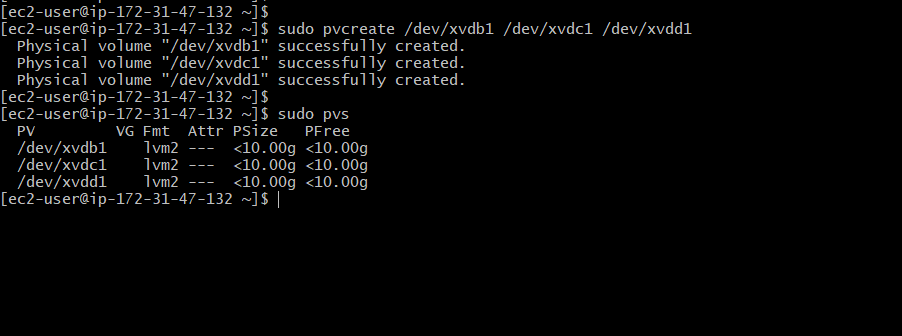 [ec2-user@ip-172-31-47-132 ~]$
[ec2-user@ip-172-31-47-132 ~]$ sudo pvcreate /dev/xvdb1 /dev/xvdc1 /dev/xvdd1
  Physical volume "/dev/xvdb1" successfully created.
  Physical volume "/dev/xvdc1" successfully created.
  Physical volume "/dev/xvdd1" successfully created.
[ec2-user@ip-172-31-47-132 ~]$
[ec2-user@ip-172-31-47-132 ~]$ sudo pvs
  PV         VG Fmt  Attr PSize   PFree
  /dev/xvdb1    lvm2 ---  <10.00g <10.00g
  /dev/xvdc1    lvm2 ---  <10.00g <10.00g
  /dev/xvdd1    lvm2 ---  <10.00g <10.00g
[ec2-user@ip-172-31-47-132 ~]$